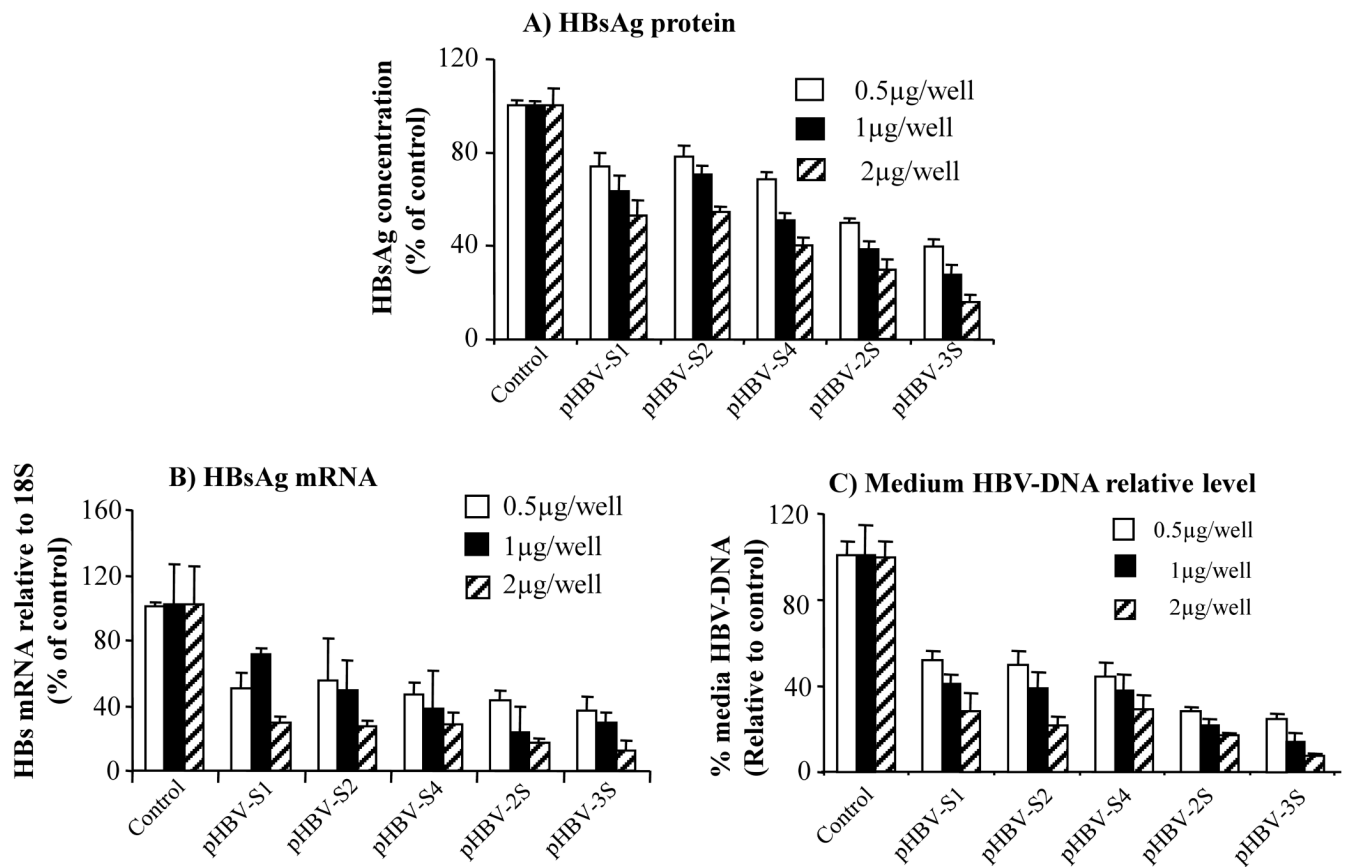 A) HBsAg protein
HBsAg concentration
(% of control)
120
80
40
0
0.5µg/well
1µg/well
2µg/well
Control
pHBV-S1
pHBV-S2
pHBV-S4
pHBV-2S
pHBV-3S
B) HBsAg mRNA
HBs mRNA relative to 18S
(% of control)
160
120
80
40
0
0.5µg/well
1µg/well
2µg/well
Control
pHBV-S1
pHBV-S2
pHBV-S4
pHBV-2S
pHBV-3S
C) Medium HBV-DNA relative level
% media HBV-DNA
(Relative to control)
120
80
40
0
0.5µg/well
1µg/well
2µg/well
Control
pHBV-S1
pHBV-S2
pHBV-S4
pHBV-2S
pHBV-3S